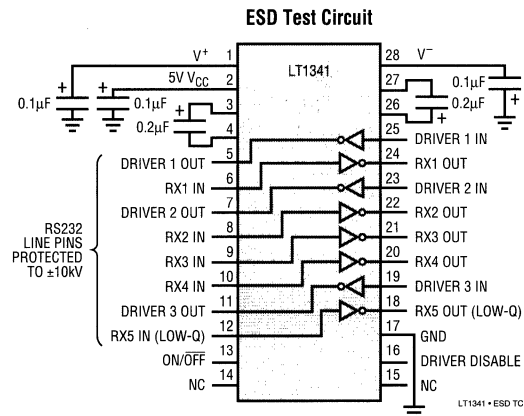 ESD Test Circuit
V+ 1 28 V–
5V VCC 2 LT1341 27
0.1µF 0.1µF 3 26 0.2µF 0.1µF
0.2µF 4 25 DRIVER 1 IN
DRIVER 1 OUT 5 24 RX1 OUT
RX1 IN 6 23 DRIVER 2 IN
DRIVER 2 OUT 7 22 RX2 OUT
RX2 IN 8 21 RX3 OUT
RX3 IN 9 20 RX4 OUT
RX4 IN 10 19 DRIVER 3 IN
DRIVER 3 OUT 11 18 RX5 OUT (LOW-Q)
RX5 IN (LOW-Q) 12 17 GND
ON/OFF 13 16 DRIVER DISABLE
NC 14 15 NC
RS232
LINE PINS
PROTECTED
TO ±10kV
LT1341 • ESD TC